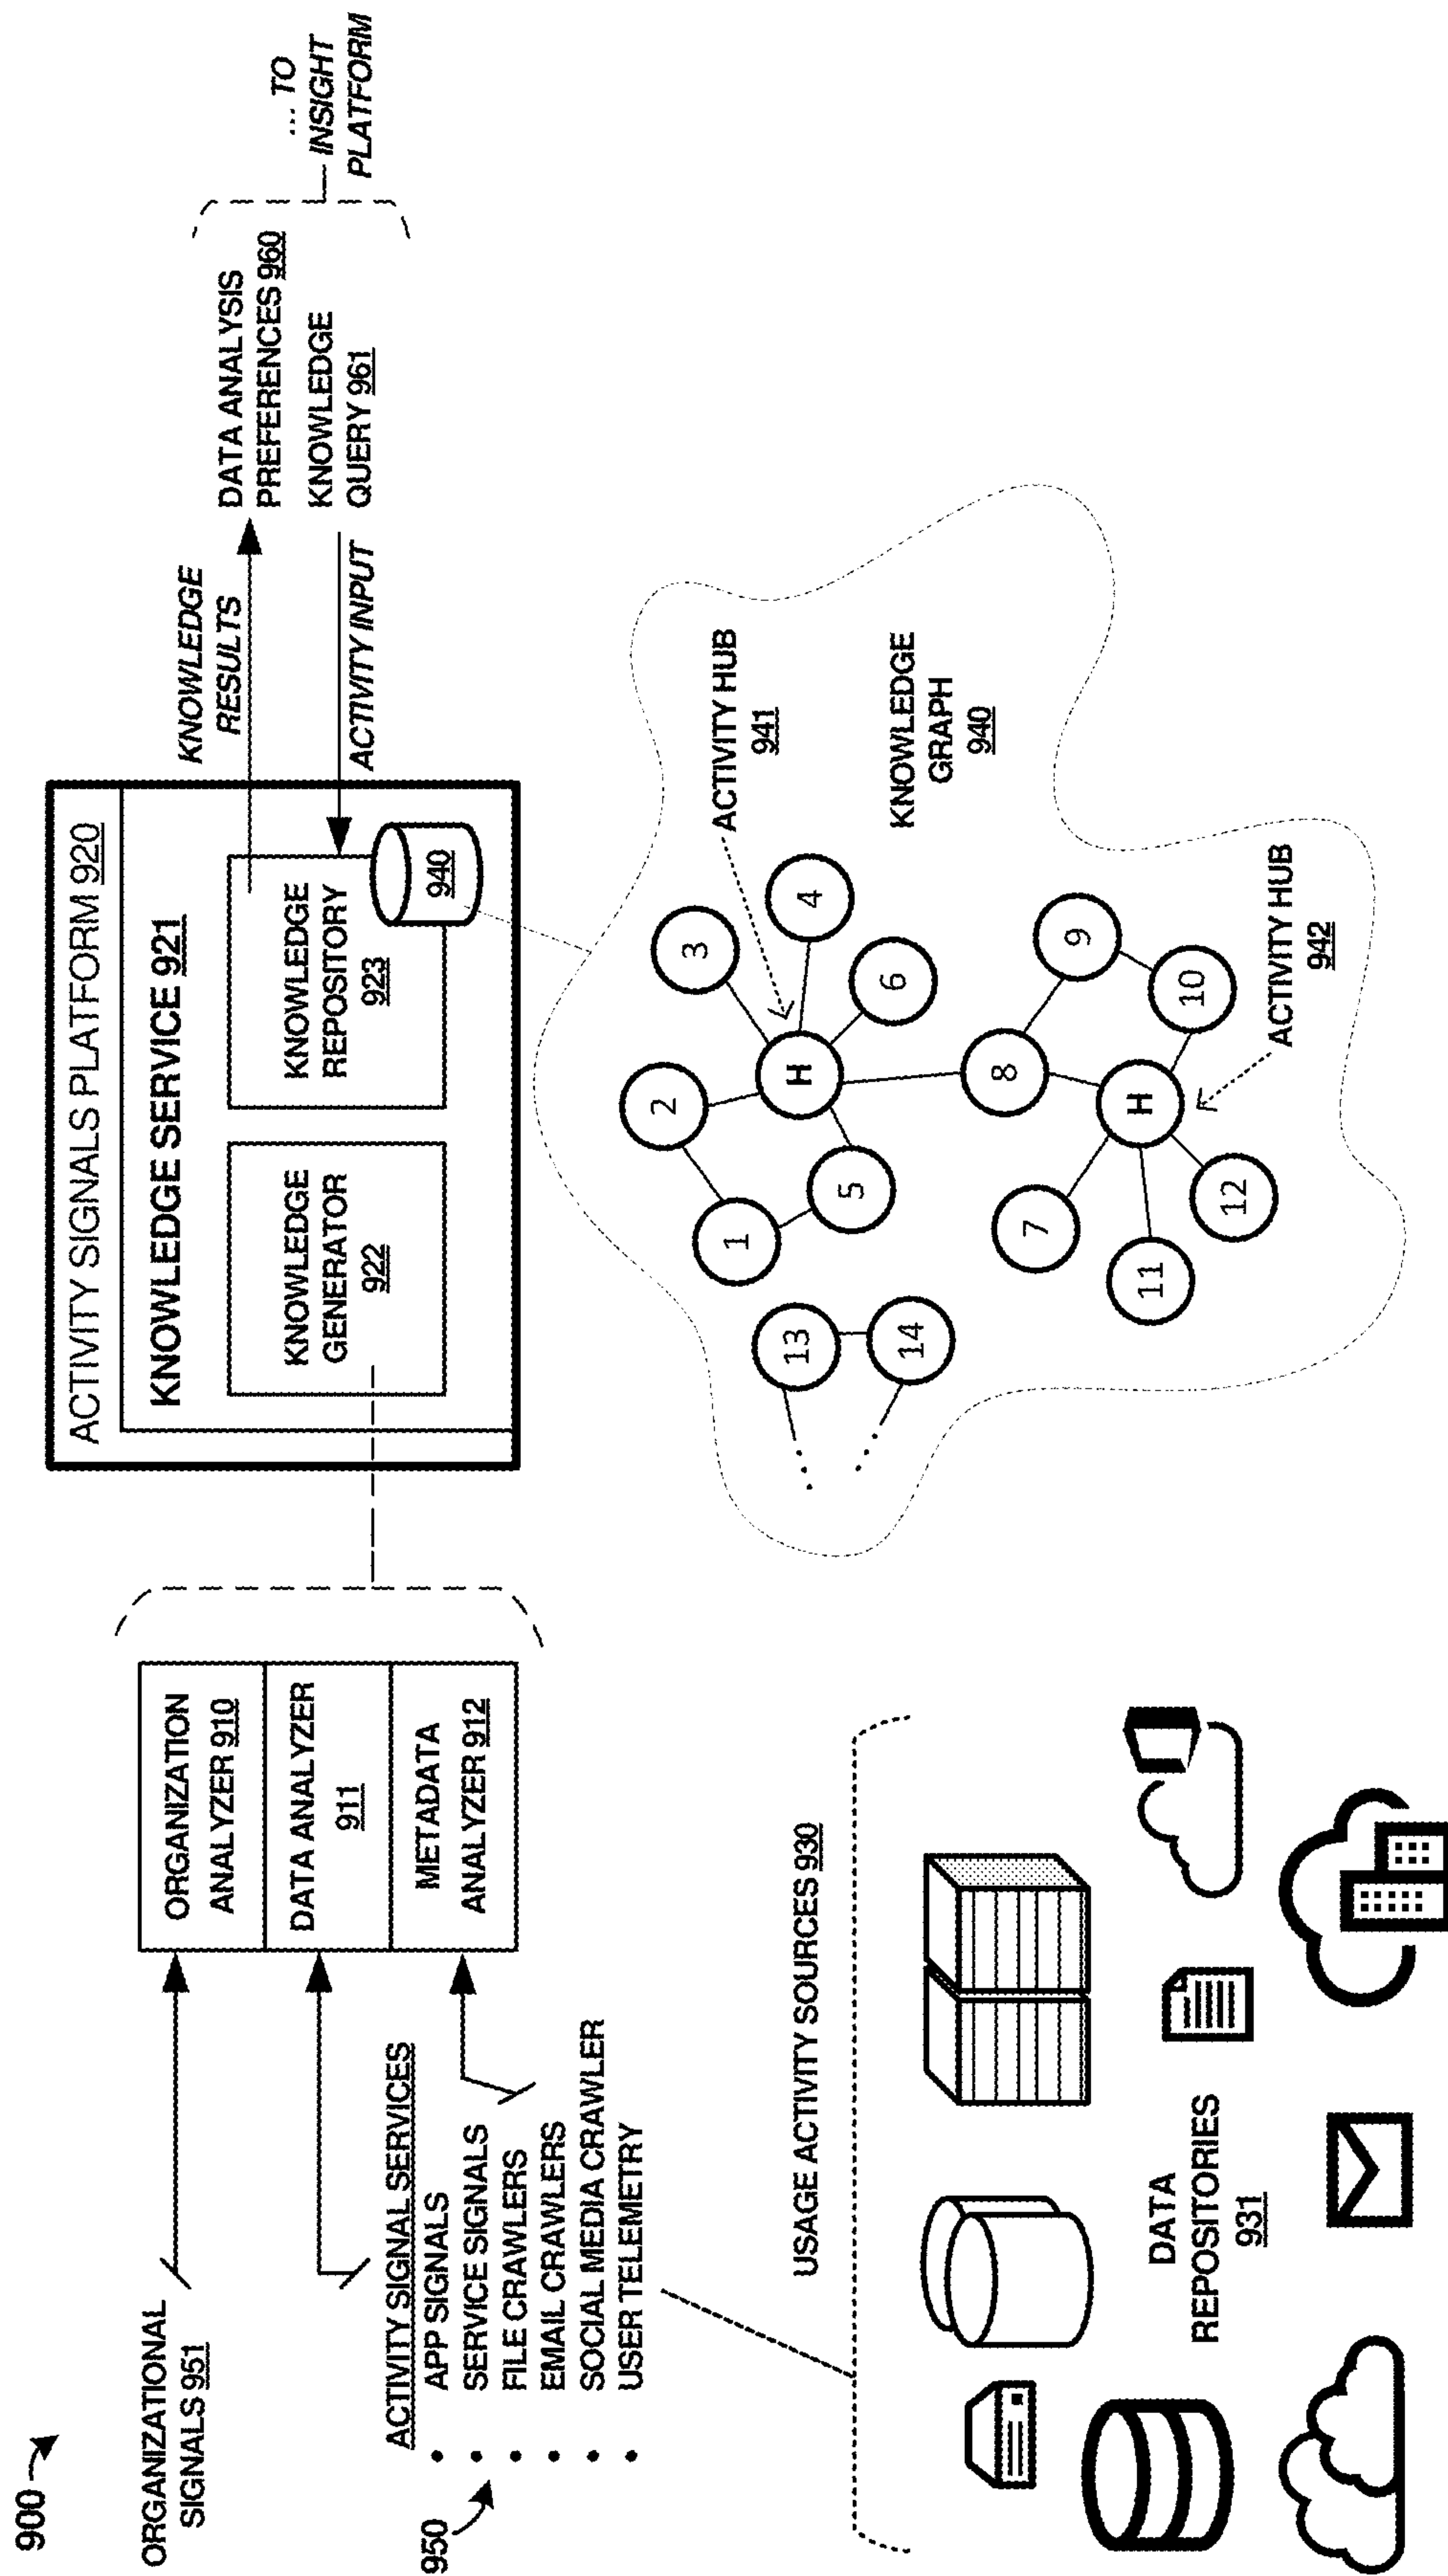 900
ORGANIZATIONAL
SIGNALS 951
ORGANIZATION
ANALYZER 910
DATA ANALYZER
911
METADATA
ANALYZER 912
950
ACTIVITY SIGNAL SERVICES
• APP SIGNALS
• SERVICE SIGNALS
• FILE CRAWLERS
• EMAIL CRAWLERS
• SOCIAL MEDIA CRAWLER
• USER TELEMETRY
ACTIVITY SIGNALS PLATFORM 920
KNOWLEDGE SERVICE 921
KNOWLEDGE
GENERATOR
922
KNOWLEDGE
REPOSITORY
923
940
KNOWLEDGE
RESULTS
ACTIVITY INPUT
DATA ANALYSIS
PREFERENCES 960
KNOWLEDGE
QUERY 961
... TO
INSIGHT
PLATFORM
USAGE ACTIVITY SOURCES 930
DATA
REPOSITORIES
931
13
14
1
2
3
4
5
H
6
7
8
9
10
11
12
H
ACTIVITY HUB
941
KNOWLEDGE
GRAPH
940
ACTIVITY HUB
942